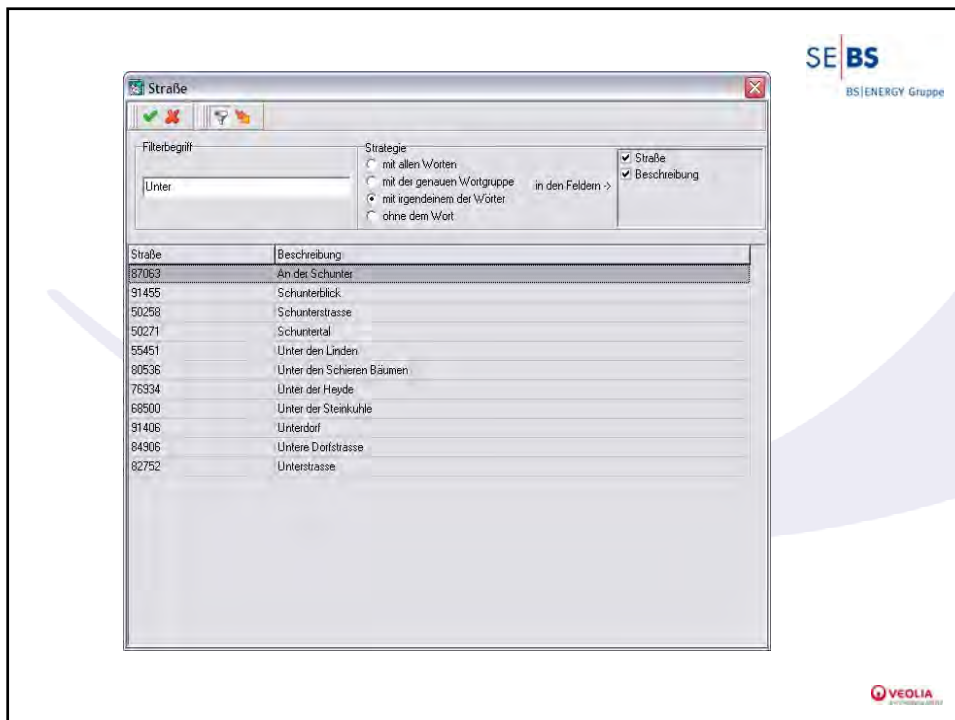 SE BS
BS|ENERGY Gruppe
Straße
Filterbegriff
Unter
Strategie
mit allen Worten
mit der genauen Wortgruppe
mit irgendeinem der Wörter
ohne dem Wort
in den Feldern ->
Straße
Beschreibung
Straße Beschreibung
87063 An der Schunter
91455 Schunterblick
50258 Schunterstrasse
50271 Schuntertal
55451 Unter den Linden
80536 Unter den Schieren Bäumen
76934 Unter der Heyde
68500 Unter der Steinkuhle
91406 Unterdorf
84906 Untere Dorfstrasse
82752 Unterstrasse
VEOLIA